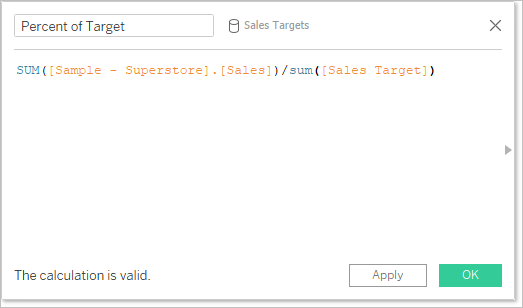 Percent of Target
Sales Targets
SUM([Sample - Superstore].[Sales])/sum([Sales Target])
The calculation is valid.
Apply
OK